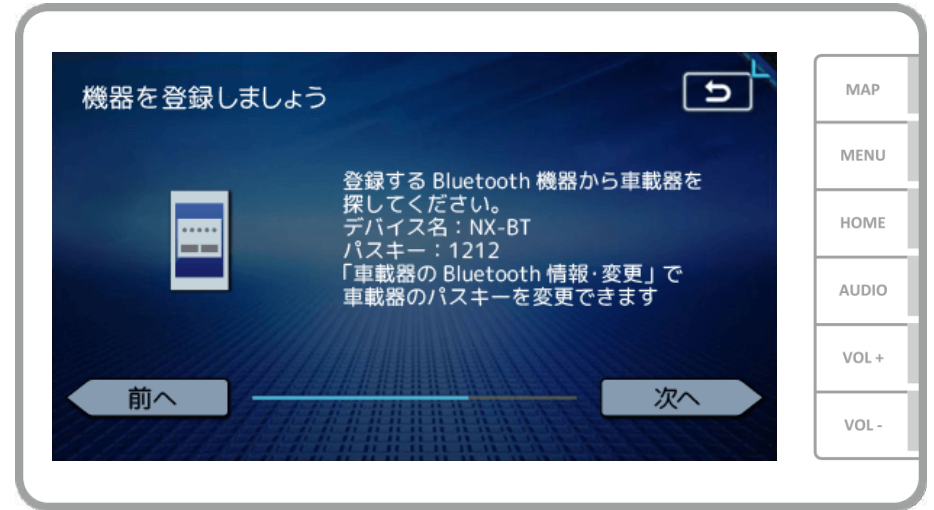 機器を登録しましょう
登録する Bluetooth 機器から車載器を
探してください。
デバイス名：NX-BT
パスキー：1212
「車載器の Bluetooth 情報･変更」で
車載器のパスキーを変更できます
前へ
次へ
MAP
MENU
HOME
AUDIO
VOL +
VOL -